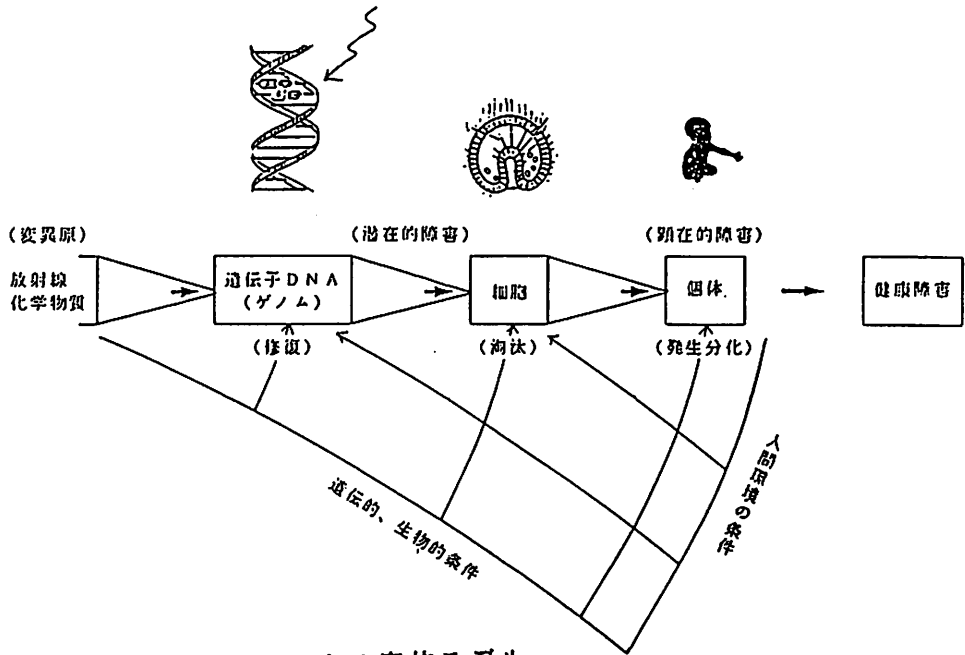 (変異原)
(潜在的障害)
(顕在的障害)
放射線
化学物質
遺伝子DNA
(ゲノム)
細胞
個体
健康障害
(修復)
(淘汰)
(発生分化)
遺伝的、生物的条件
人間環境の条件